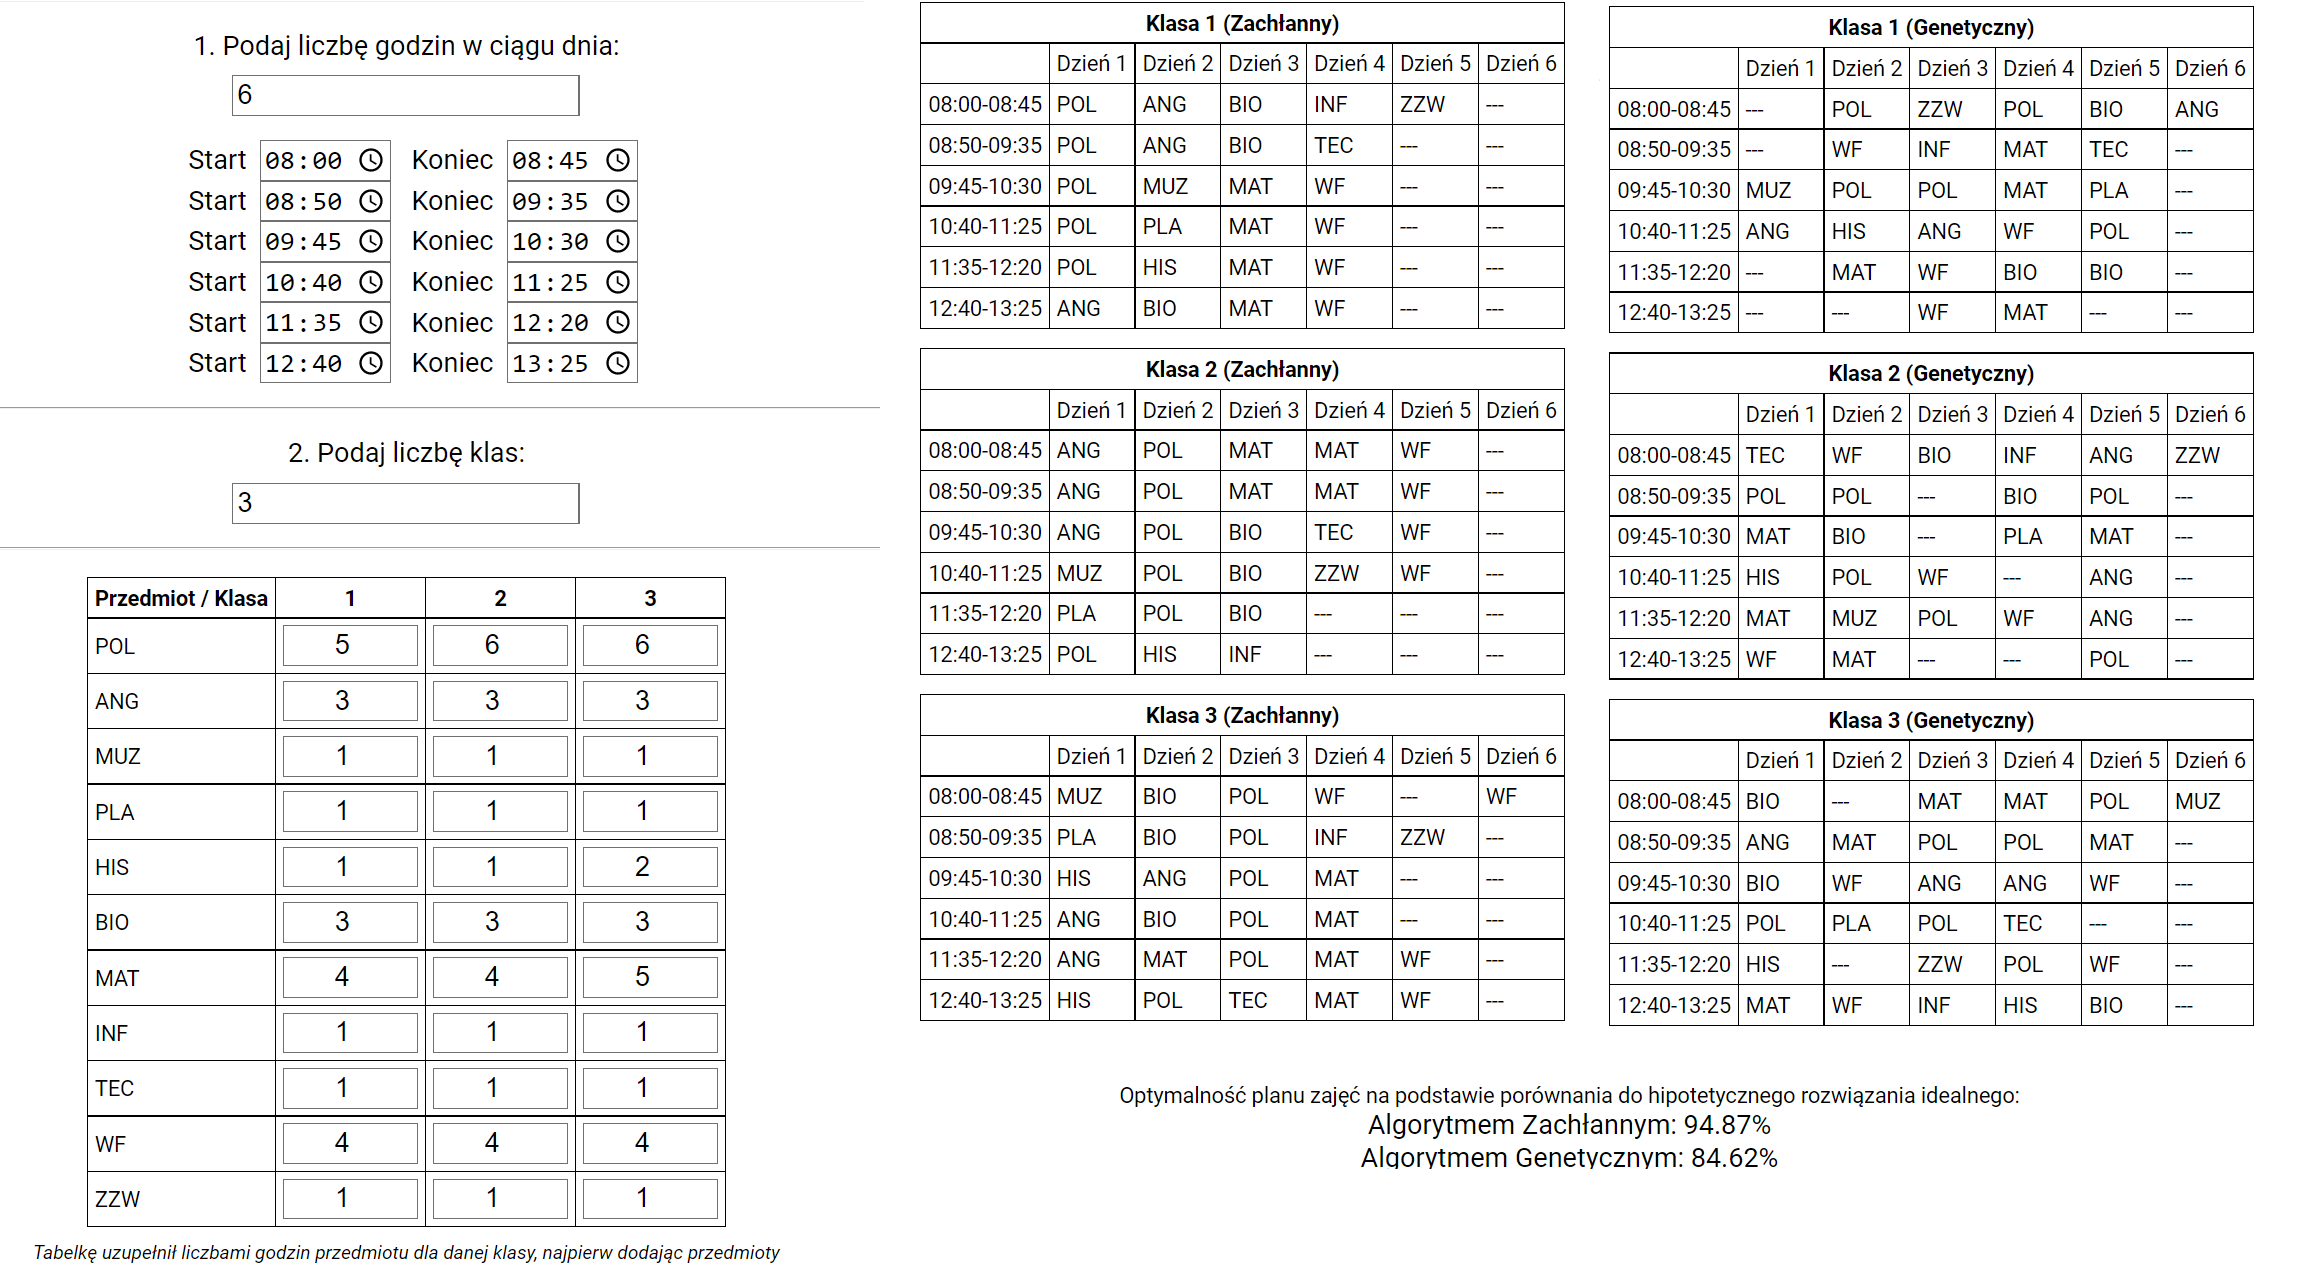 1. Podaj liczbę godzin w ciągu dnia:
6
Start 08:00 Koniec 08:45
Start 08:50 Koniec 09:35
Start 09:45 Koniec 10:30
Start 10:40 Koniec 11:25
Start 11:35 Koniec 12:20
Start 12:40 Koniec 13:25
2. Podaj liczbę klas:
3
Przedmiot / Klasa 1 2 3
POL 5 6 6
ANG 3 3 3
MUZ 1 1 1
PLA 1 1 1
HIS 1 1 2
BIO 3 3 3
MAT 4 4 5
INF 1 1 1
TEC 1 1 1
WF 4 4 4
ZZW 1 1 1
Tabelkę uzupełnił liczbami godzin przedmiotu dla danej klasy, najpierw dodając przedmioty
Klasa 1 (Zachłanny)
Dzień 1 Dzień 2 Dzień 3 Dzień 4 Dzień 5 Dzień 6
08:00-08:45 POL ANG BIO INF ZZW ---
08:50-09:35 POL ANG BIO TEC --- ---
09:45-10:30 POL MUZ MAT WF --- ---
10:40-11:25 POL PLA MAT WF --- ---
11:35-12:20 POL HIS MAT WF --- ---
12:40-13:25 ANG BIO MAT WF --- ---
Klasa 2 (Zachłanny)
Dzień 1 Dzień 2 Dzień 3 Dzień 4 Dzień 5 Dzień 6
08:00-08:45 ANG POL MAT MAT WF ---
08:50-09:35 ANG POL MAT MAT WF ---
09:45-10:30 ANG POL BIO TEC WF ---
10:40-11:25 MUZ POL BIO ZZW WF ---
11:35-12:20 PLA POL BIO --- --- ---
12:40-13:25 POL HIS INF --- --- ---
Klasa 3 (Zachłanny)
Dzień 1 Dzień 2 Dzień 3 Dzień 4 Dzień 5 Dzień 6
08:00-08:45 MUZ BIO POL WF --- WF
08:50-09:35 PLA BIO POL INF ZZW ---
09:45-10:30 HIS ANG POL MAT --- ---
10:40-11:25 ANG BIO POL MAT --- ---
11:35-12:20 ANG MAT POL MAT WF ---
12:40-13:25 HIS POL TEC MAT WF ---
Klasa 1 (Genetyczny)
Dzień 1 Dzień 2 Dzień 3 Dzień 4 Dzień 5 Dzień 6
08:00-08:45 --- POL ZZW POL BIO ANG
08:50-09:35 --- WF INF MAT TEC ---
09:45-10:30 MUZ POL POL MAT PLA ---
10:40-11:25 ANG HIS ANG WF POL ---
11:35-12:20 --- MAT WF BIO BIO ---
12:40-13:25 --- --- WF MAT --- ---
Klasa 2 (Genetyczny)
Dzień 1 Dzień 2 Dzień 3 Dzień 4 Dzień 5 Dzień 6
08:00-08:45 TEC WF BIO INF ANG ZZW
08:50-09:35 POL POL --- BIO POL ---
09:45-10:30 MAT BIO --- PLA MAT ---
10:40-11:25 HIS POL WF --- ANG ---
11:35-12:20 MAT MUZ POL WF ANG ---
12:40-13:25 WF MAT --- --- POL ---
Klasa 3 (Genetyczny)
Dzień 1 Dzień 2 Dzień 3 Dzień 4 Dzień 5 Dzień 6
08:00-08:45 BIO --- MAT MAT POL MUZ
08:50-09:35 ANG MAT POL POL MAT ---
09:45-10:30 BIO WF ANG ANG WF ---
10:40-11:25 POL PLA POL TEC --- ---
11:35-12:20 HIS --- ZZW POL WF ---
12:40-13:25 MAT WF INF HIS BIO ---
Optymalność planu zajęć na podstawie porównania do hipotetycznego rozwiązania idealnego:
Algorytmem Zachłannym: 94.87%
Algorytmem Genetycznym: 84.62%